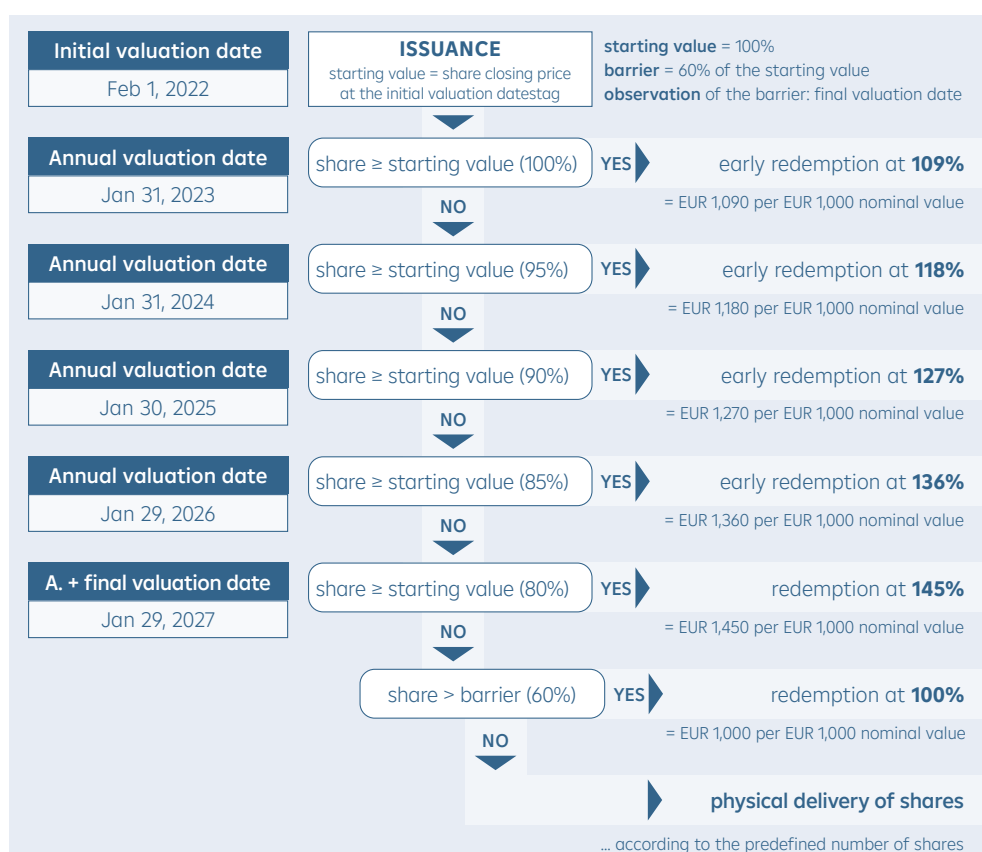 Initial valuation date
Feb 1, 2022
ISSUANCE
starting value = share closing price
at the initial valuation datestag
starting value = 100%
barrier = 60% of the starting value
observation of the barrier: final valuation date
Annual valuation date
Jan 31, 2023
share ≥ starting value (100%)
YES
early redemption at 109%
= EUR 1,090 per EUR 1,000 nominal value
NO
Annual valuation date
Jan 31, 2024
share ≥ starting value (95%)
YES
early redemption at 118%
= EUR 1,180 per EUR 1,000 nominal value
NO
Annual valuation date
Jan 30, 2025
share ≥ starting value (90%)
YES
early redemption at 127%
= EUR 1,270 per EUR 1,000 nominal value
NO
Annual valuation date
Jan 29, 2026
share ≥ starting value (85%)
YES
early redemption at 136%
= EUR 1,360 per EUR 1,000 nominal value
NO
A. + final valuation date
Jan 29, 2027
share ≥ starting value (80%)
YES
redemption at 145%
= EUR 1,450 per EUR 1,000 nominal value
NO
share > barrier (60%)
YES
redemption at 100%
= EUR 1,000 per EUR 1,000 nominal value
NO
physical delivery of shares
... according to the predefined number of shares